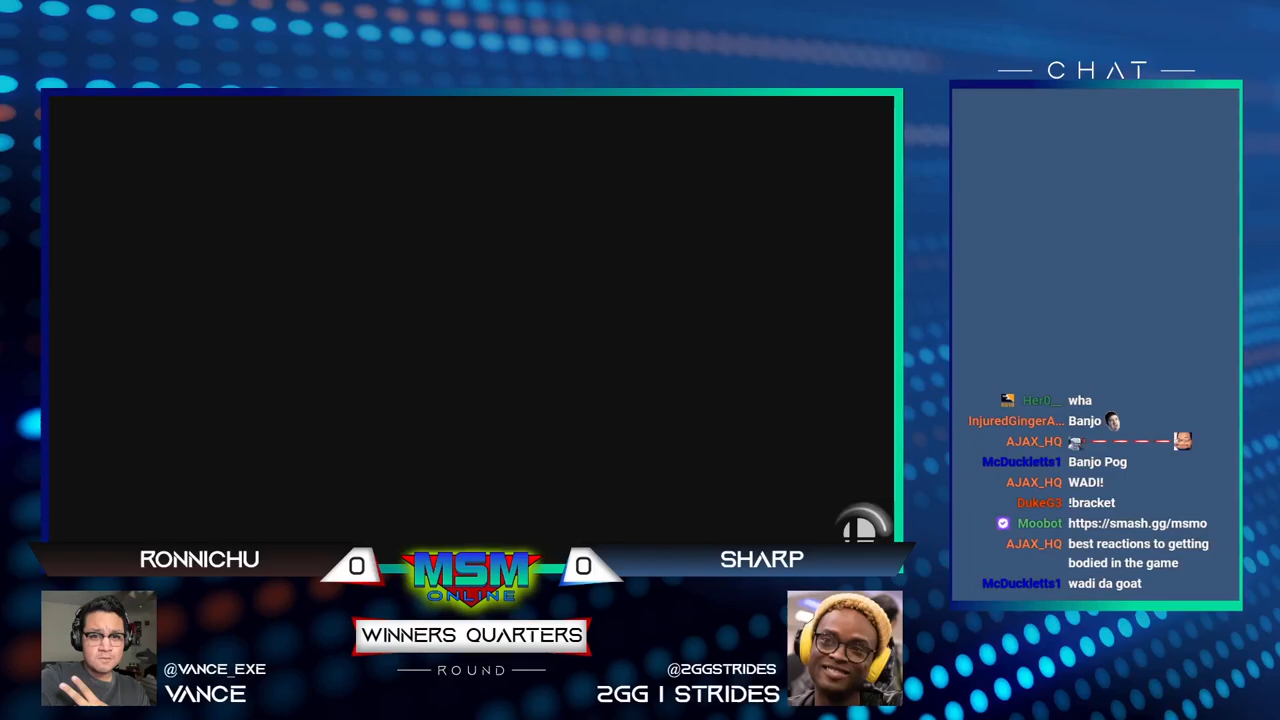 CHAT
Her0__ wha
InjuredGingerA... Banjo
AJAX_HQ
McDuckletts1 Banjo Pog
AJAX_HQ WADI!
DukeG3 !bracket
Moobot https://smash.gg/msmo
AJAX_HQ best reactions to getting
bodied in the game
McDuckletts1 wadi da goat
RONNICHU 0 MSM ONLINE 0 SHARP
WINNERS QUARTERS
ROUND
@VANCE_EXE
VANCE
@2GGSTRIDES
2GG | STRIDES